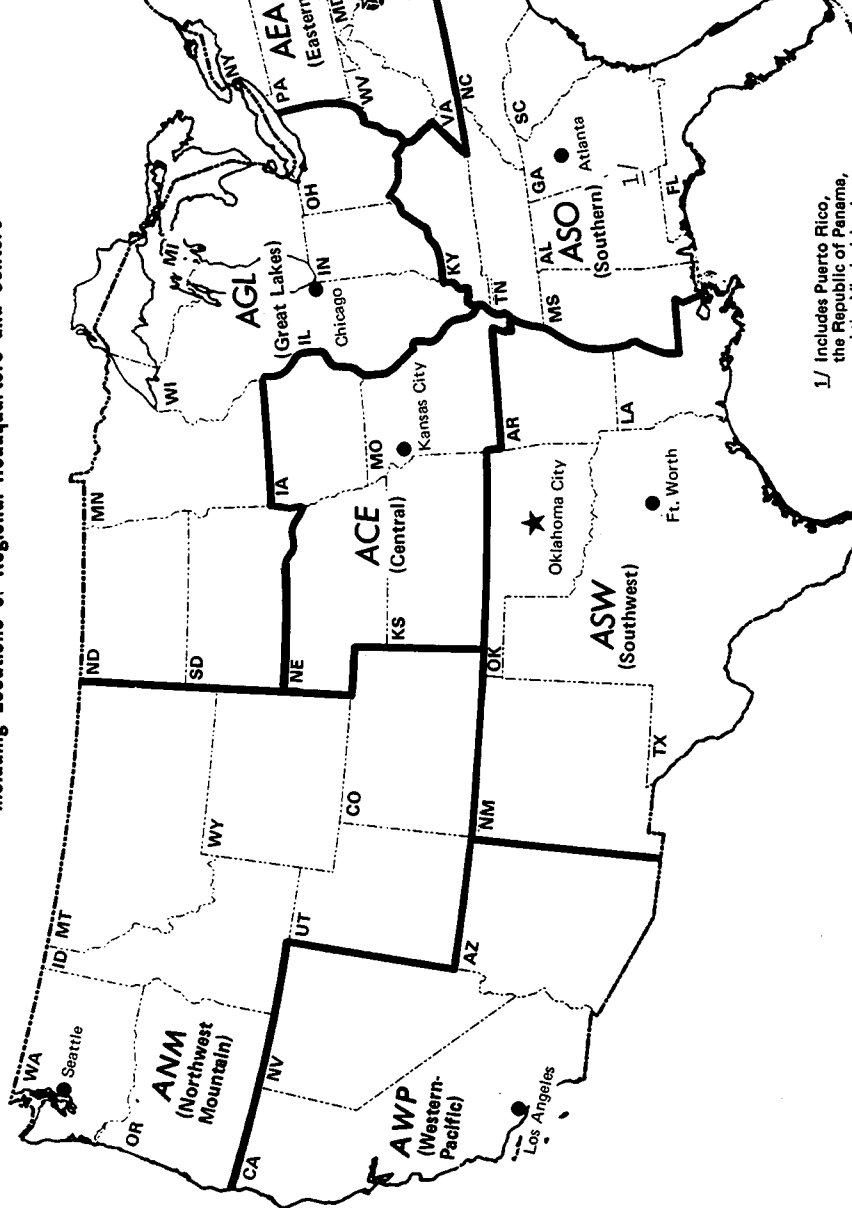 Including Locations of Regional Headquarters and Centers
WA
Seattle
OR
ID
MT
ANM
(Northwest
Mountain)
WY
UT
CO
CA
NV
AWP
(Western-
Pacific)
Los Angeles
AZ
NM
ND
SD
MN
NE
IA
ACE
(Central)
KS
MO
Kansas City
OK
Oklahoma City
ASW
(Southwest)
Ft. Worth
TX
AR
LA
WI
MI
AGL
(Great Lakes)
IL
Chicago
IN
OH
KY
TN
MS
AL
GA
ASO
(Southern)
1/
Atlanta
FL
SC
NC
VA
WV
PA
NY
AEA
(Eastern
MD
1/ Includes Puerto Rico,
the Republic of Panama,